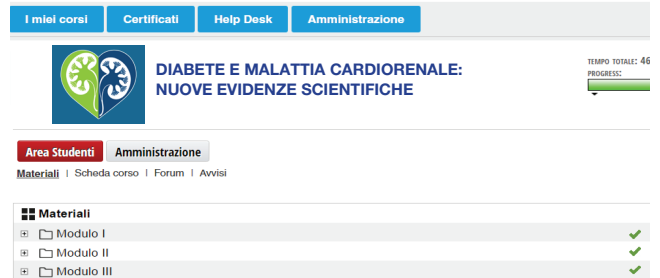 I miei corsi Certificati Help Desk Amministrazione
DIABETE E MALATTIA CARDIORENALE:
NUOVE EVIDENZE SCIENTIFICHE
TEMPO TOTALE: 46
PROGRESS:
Area Studenti Amministrazione
Materiali | Scheda corso | Forum | Avvisi
Materiali
Modulo I
Modulo II
Modulo III